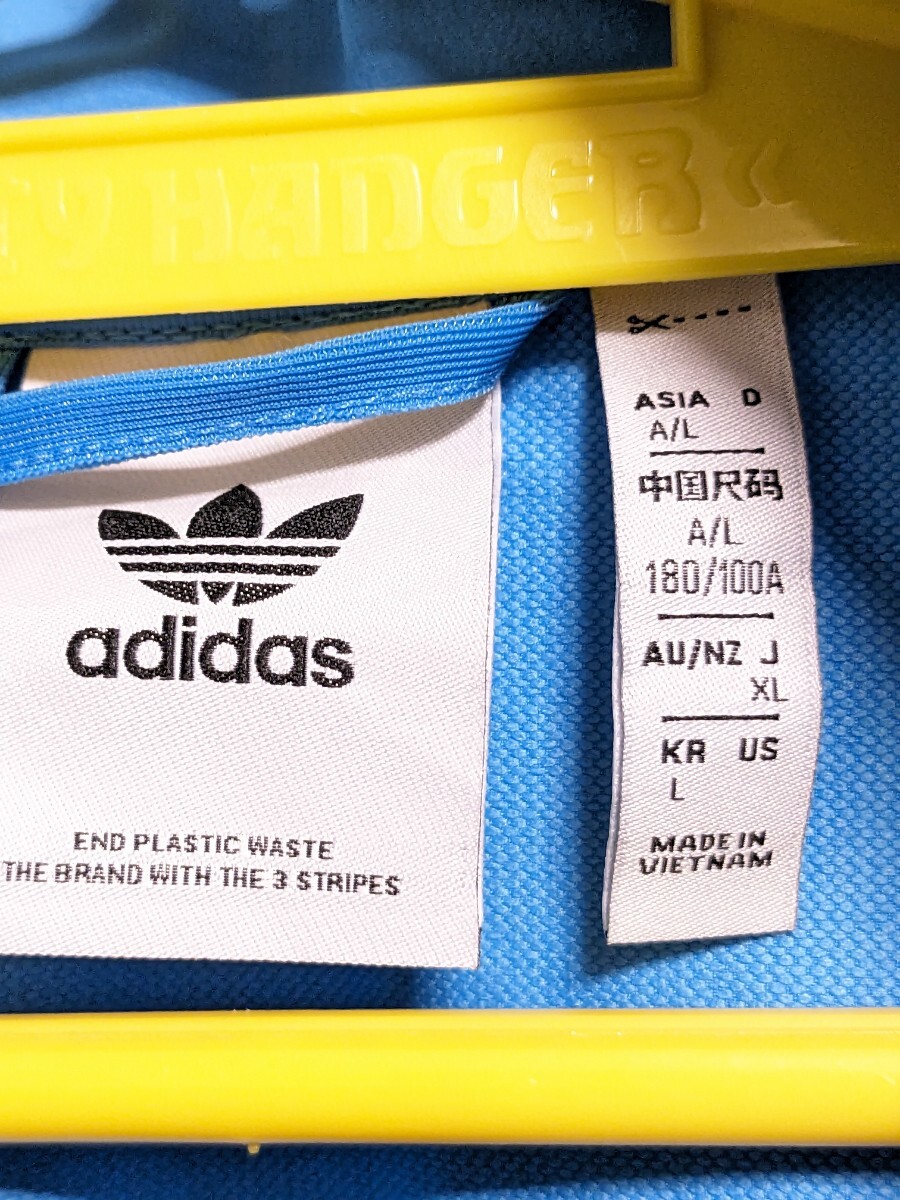 TY HANGER
adidas
END PLASTIC WASTE
THE BRAND WITH THE 3 STRIPES
ASIA D
A/L
中国尺码
A/L
180/100A
AU/NZ J
XL
KR US
L
MADE IN
VIETNAM